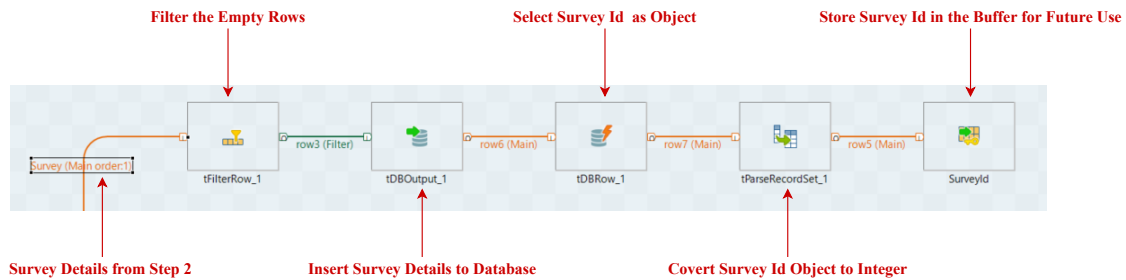 Filter the Empty Rows
Select Survey Id as Object
Store Survey Id in the Buffer for Future Use
row3 (Filter)
row6 (Main)
row7 (Main)
row5 (Main)
Survey (Main order:1)
tFilterRow_1
tDBOutput_1
tDBRow_1
tParseRecordSet_1
SurveyId
Survey Details from Step 2
Insert Survey Details to Database
Covert Survey Id Object to Integer